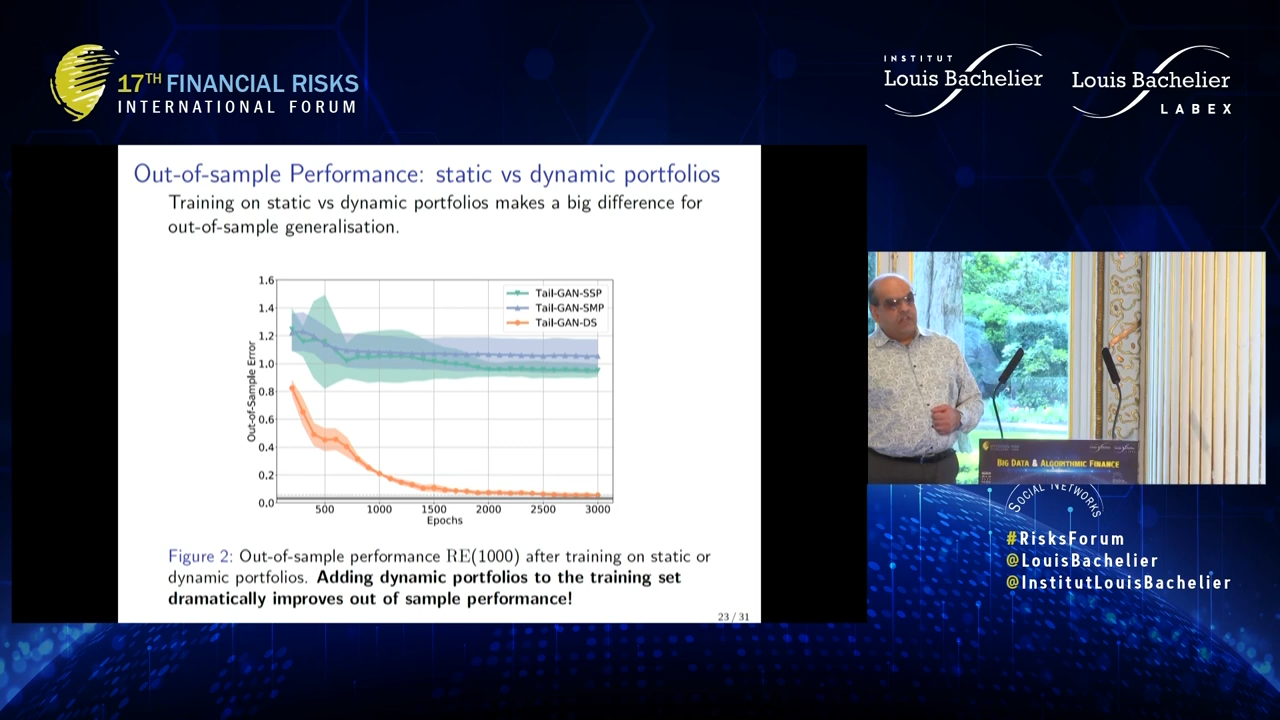 17TH FINANCIAL RISKS
INTERNATIONAL FORUM
INSTITUT
Louis Bachelier
Louis Bachelier
LABEX
Out-of-sample Performance: static vs dynamic portfolios
Training on static vs dynamic portfolios makes a big difference for
out-of-sample generalisation.
1.6
1.4
1.2
1.0
0.8
0.6
0.4
0.2
0.0
Out-of-Sample Error
Tail-GAN-SSP
Tail-GAN-SMP
Tail-GAN-DS
500 1000 1500 2000 2500 3000
Epochs
Figure 2: Out-of-sample performance RE(1000) after training on static or
dynamic portfolios. Adding dynamic portfolios to the training set
dramatically improves out of sample performance!
23 / 31
BIG DATA & ALGORITHMIC FINANCE
SOCIAL NETWORKS
#RisksForum
@LouisBachelier
@InstitutLouisBachelier